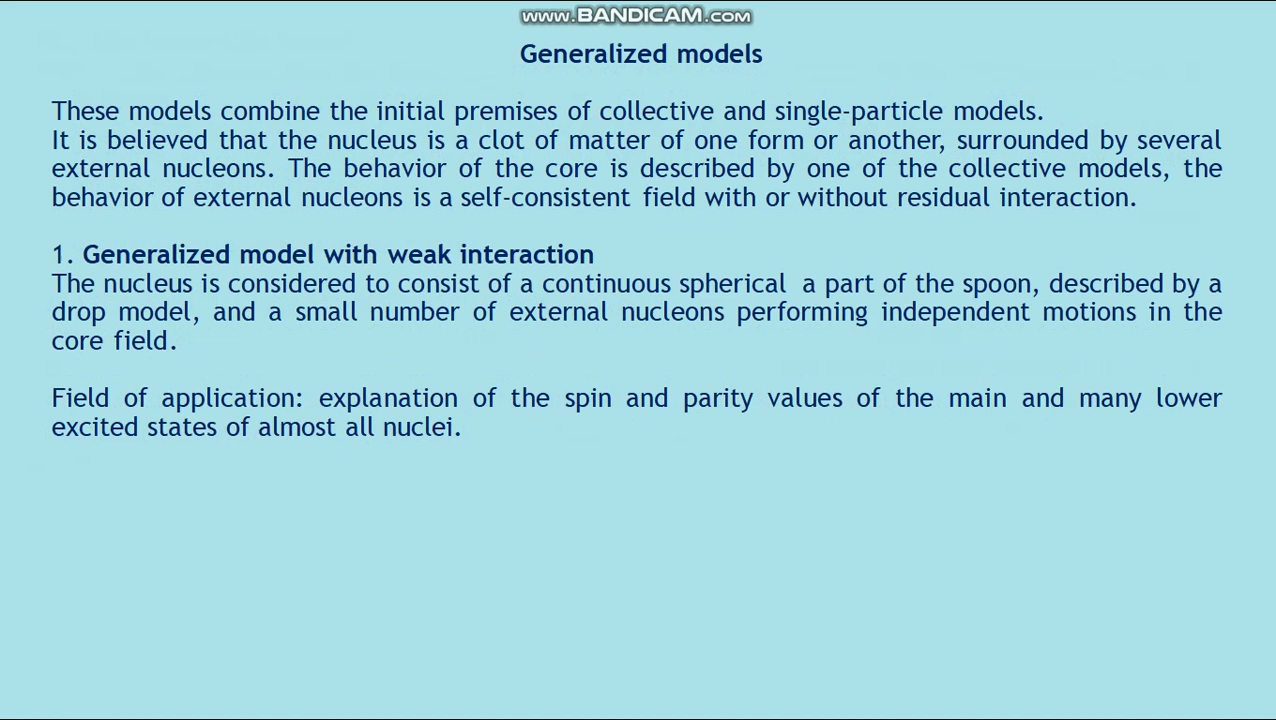 www.BANDICAM.com
Generalized models
These models combine the initial premises of collective and single-particle models.
It is believed that the nucleus is a clot of matter of one form or another, surrounded by several
external nucleons. The behavior of the core is described by one of the collective models, the
behavior of external nucleons is a self-consistent field with or without residual interaction.
1. Generalized model with weak interaction
The nucleus is considered to consist of a continuous spherical a part of the spoon, described by a
drop model, and a small number of external nucleons performing independent motions in the
core field.
Field of application: explanation of the spin and parity values of the main and many lower
excited states of almost all nuclei.